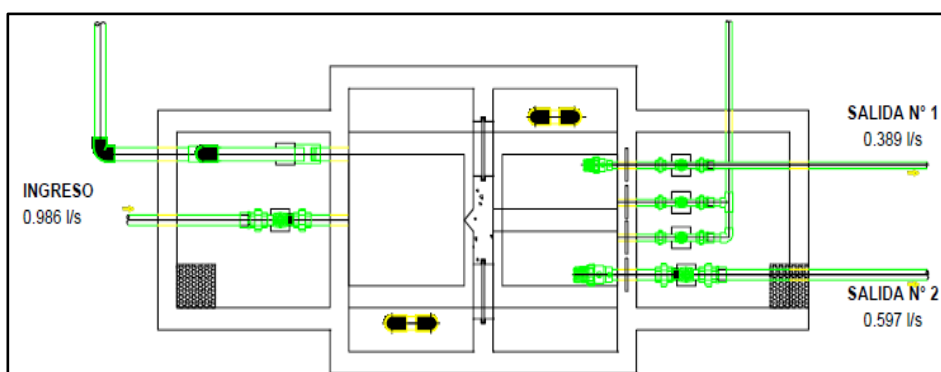 SALIDA N° 1
0.389 l/s
INGRESO
0.986 l/s
SALIDA N° 2
0.597 l/s